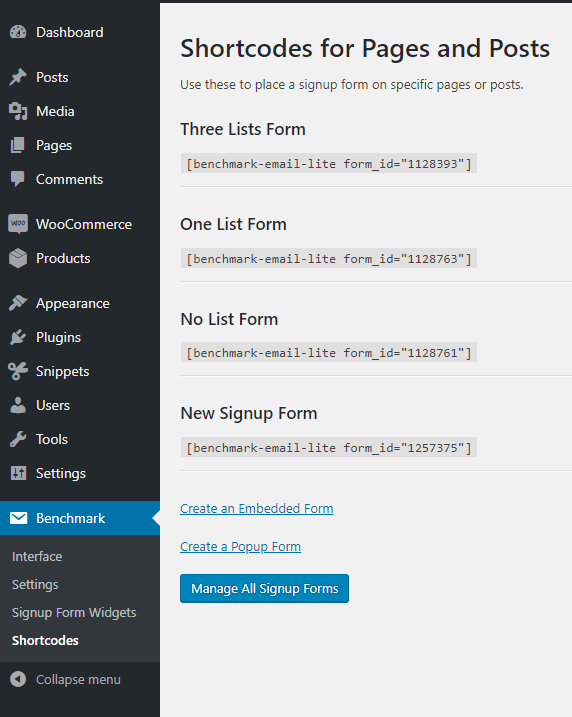 Dashboard
Posts
Media
Pages
Comments
WOO
WooCommerce
Products
Appearance
Plugins
Snippets
Users
Tools
Settings
Benchmark
Interface
Settings
Signup Form Widgets
Shortcodes
Collapse menu
Shortcodes for Pages and Posts
Use these to place a signup form on specific pages or posts.
Three Lists Form
[benchmark-email-lite form_id="1128393"]
One List Form
[benchmark-email-lite form_id="1128763"]
No List Form
[benchmark-email-lite form_id="1128761"]
New Signup Form
[benchmark-email-lite form_id="1257375"]
Create an Embedded Form
Create a Popup Form
Manage All Signup Forms